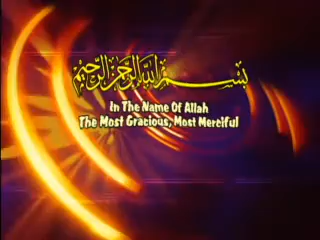 بسم الله الرحمن الرحيم
In The Name Of Allah
The Most Gracious, Most Merciful